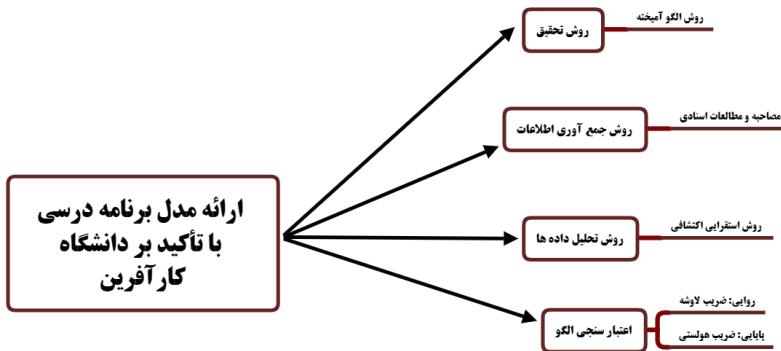 ارائه مدل برنامه درسی
با تأکید بر دانشگاه
کارآفرین
روش تحقیق
روش الگو آمیخته
روش جمع آوری اطلاعات
مصاحبه و مطالعات اسنادی
روش تحلیل داده ها
روش استقرایی اکتشافی
اعتبار سنجی الگو
روایی: ضریب لاوشه
پایایی: ضریب هولستی